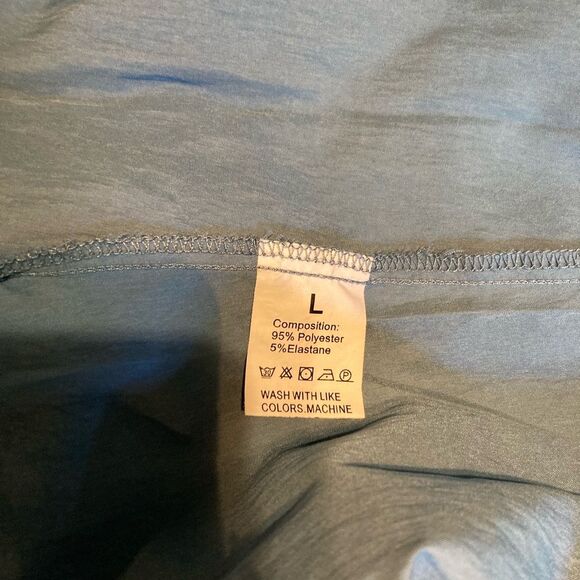 L
Composition:
95% Polyester
5%Elastane
WASH WITH LIKE
COLORS.MACHINE